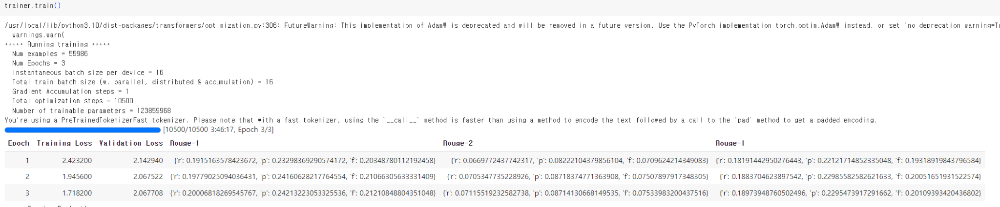 trainer.train()
/usr/local/lib/python3.10/dist-packages/transformers/optimization.py:306: FutureWarning: This implementation of AdamW is deprecated and will be removed in a future version. Use the PyTorch implementation torch.optim.AdamW instead, or set `no_deprecation_warning=
warnings.warn(
***** Running training *****
Num examples = 55986
Num Epochs = 3
Instantaneous batch size per device = 16
Total train batch size (w. parallel, distributed & accumulation) = 16
Gradient Accumulation steps = 1
Total optimization steps = 10500
Number of trainable parameters = 123859968
You're using a PreTrainedTokenizerFast tokenizer. Please note that with a fast tokenizer, using the `__call__` method is faster than using a method to encode the text followed by a call to the `pad` method to get a padded encoding.
[10500/10500 3:46:17, Epoch 3/3]
Epoch Training Loss Validation Loss Rouge-1 Rouge-2 Rouge-l
1 2.423200 2.142940 {'r': 0.1915163578423672, 'p': 0.23298369290574172, 'f': 0.20348780112192458} {'r': 0.0669772437742317, 'p': 0.08222104379856104, 'f': 0.0709624214349083} {'r': 0.18191442950276443, 'p': 0.22121714852335048, 'f': 0.19318919843796584}
2 1.945600 2.067522 {'r': 0.19779025094036431, 'p': 0.24160628217764554, 'f': 0.21066305633331409} {'r': 0.0705347735228926, 'p': 0.08718374771363908, 'f': 0.07507897917348305} {'r': 0.1883704623897542, 'p': 0.22985582582621633, 'f': 0.20051651931522574}
3 1.718200 2.067708 {'r': 0.20006818269545767, 'p': 0.24213223053325536, 'f': 0.21210848804351048} {'r': 0.07115519232582738, 'p': 0.08714130668149535, 'f': 0.07533983200437516} {'r': 0.18973948760502496, 'p': 0.2295473917291662, 'f': 0.20109393420436802}